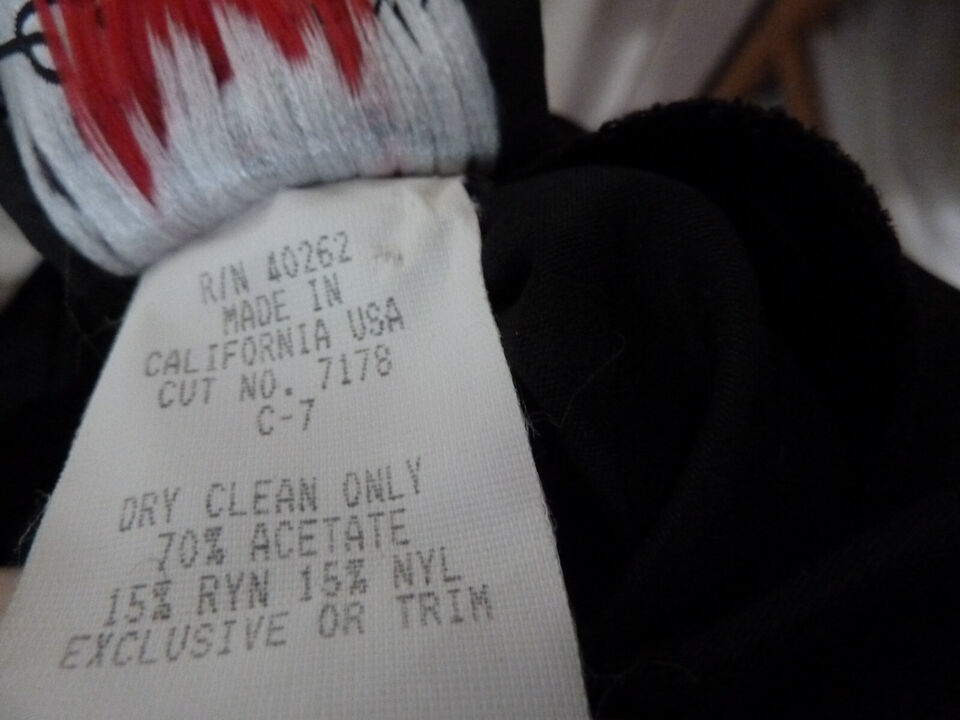 R/N 40262
MADE IN
CALIFORNIA USA
CUT NO. 7178
C-7
DRY CLEAN ONLY
70% ACETATE
15% RYN 15% NYL
EXCLUSIVE OR TRIM